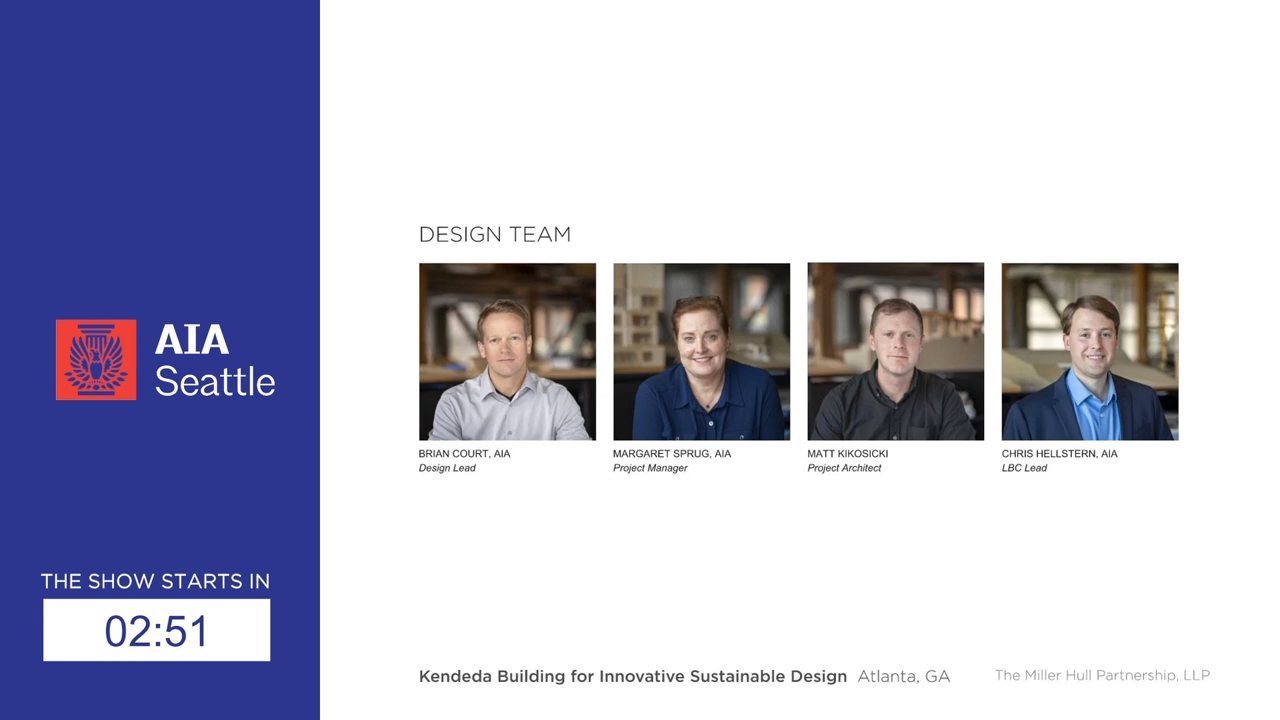 AIA
Seattle
THE SHOW STARTS IN
02:51
DESIGN TEAM
BRIAN COURT, AIA
Design Lead
MARGARET SPRUG, AIA
Project Manager
MATT KIKOSICKI
Project Architect
CHRIS HELLSTERN, AIA
LBC Lead
Kendeda Building for Innovative Sustainable Design Atlanta, GA
The Miller Hull Partnership, LLP